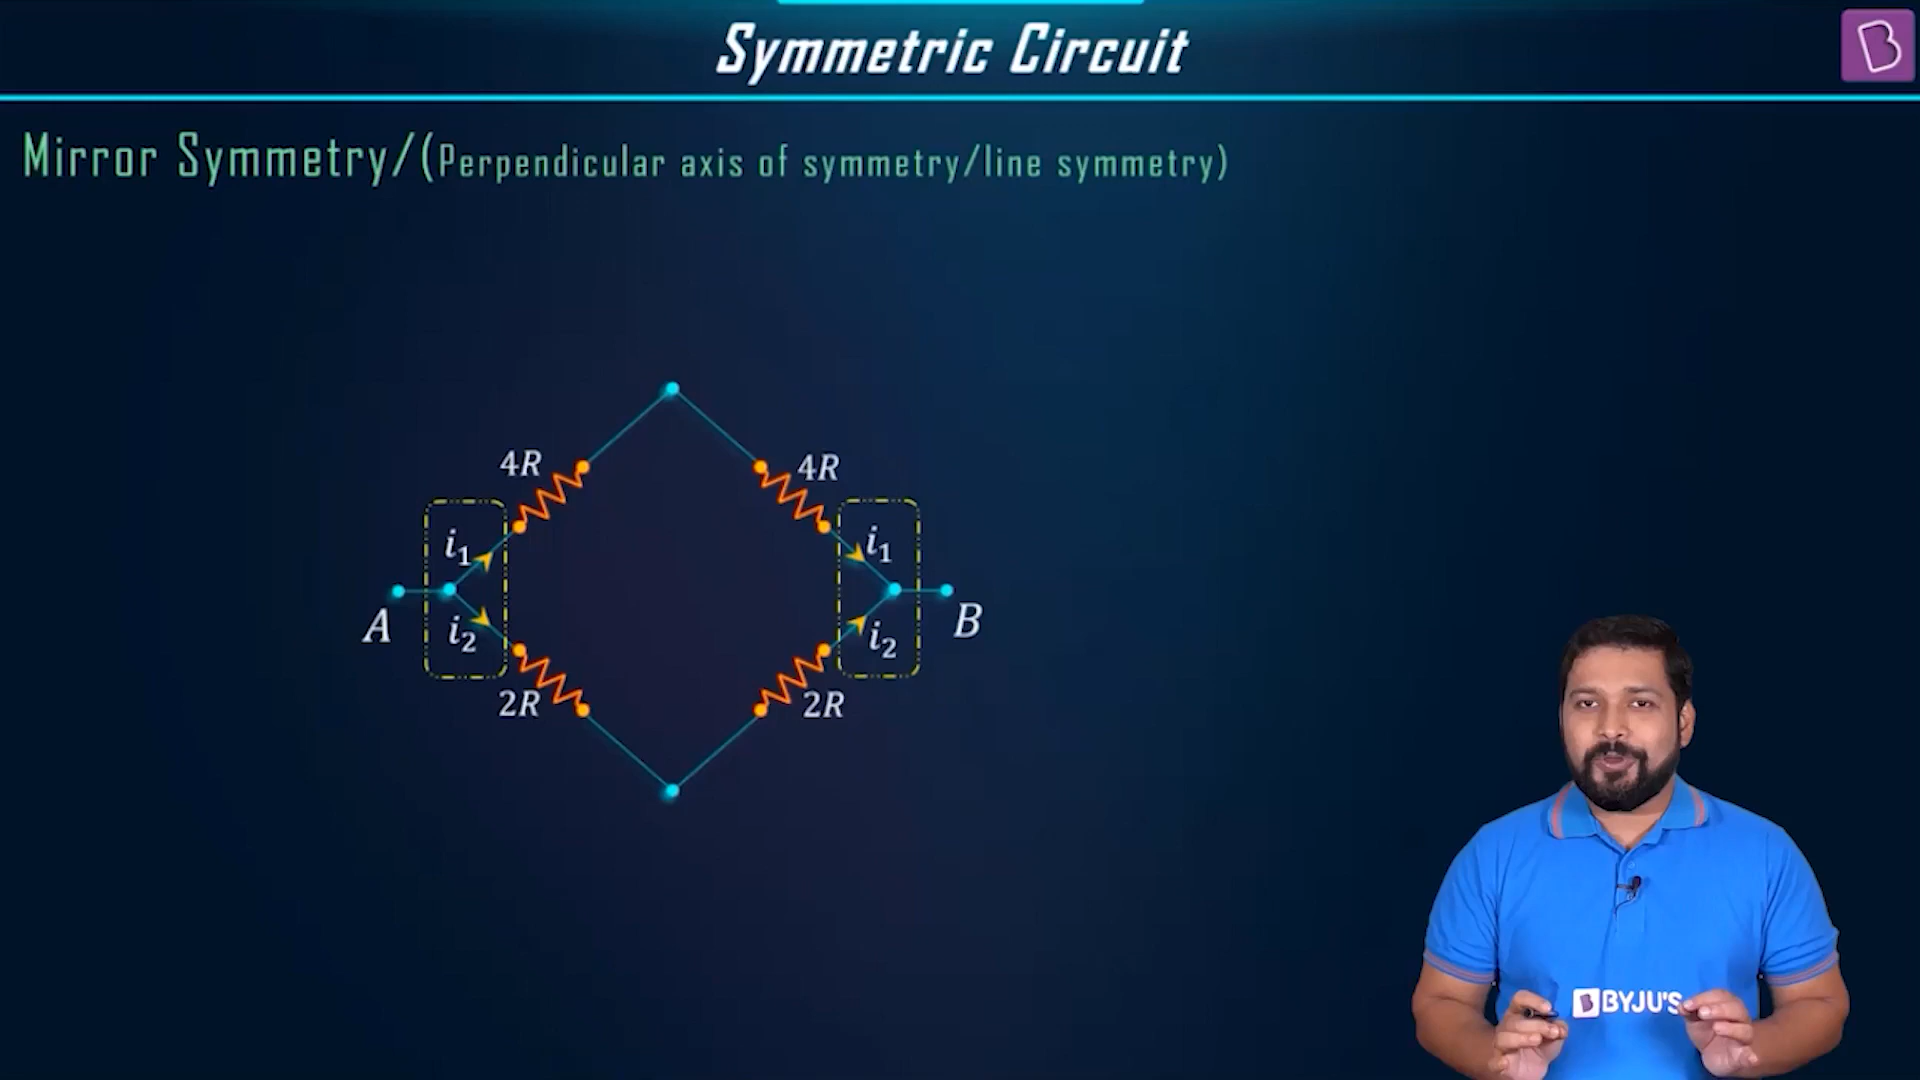 Symmetric Circuit
B
Mirror Symmetry/(Perpendicular axis of symmetry/line symmetry)
4R
4R
i₁
i₁
A
B
i₂
i₂
2R
2R
B BYJU'S